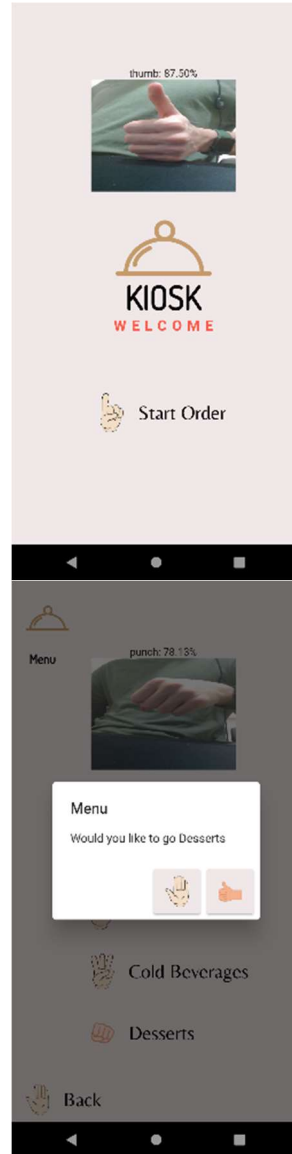 thumb: 87.50%
KIOSK
WELCOME
Start Order
Menu
punch: 78.13%
Menu
Would you like to go Desserts
Cold Beverages
Desserts
Back